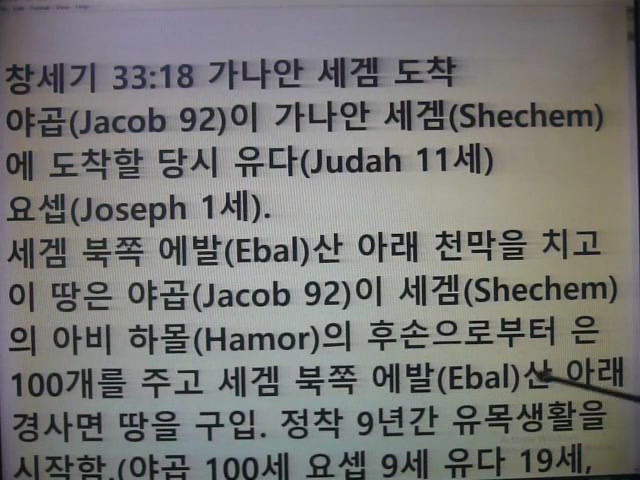 창세기 33:18 가나안 세겜 도착
야곱(Jacob 92)이 가나안 세겜(Shechem)
에 도착할 당시 유다(Judah 11세)
요셉(Joseph 1세).
세겜 북쪽 에발(Ebal)산 아래 천막을 치고
이 땅은 야곱(Jacob 92)이 세겜(Shechem)
의 아비 하몰(Hamor)의 후손으로부터 은
100개를 주고 세겜 북쪽 에발(Ebal)산 아래
경사면 땅을 구입. 정착 9년간 유목생활을
시작함.(야곱 100세 요셉 9세 유다 19세,